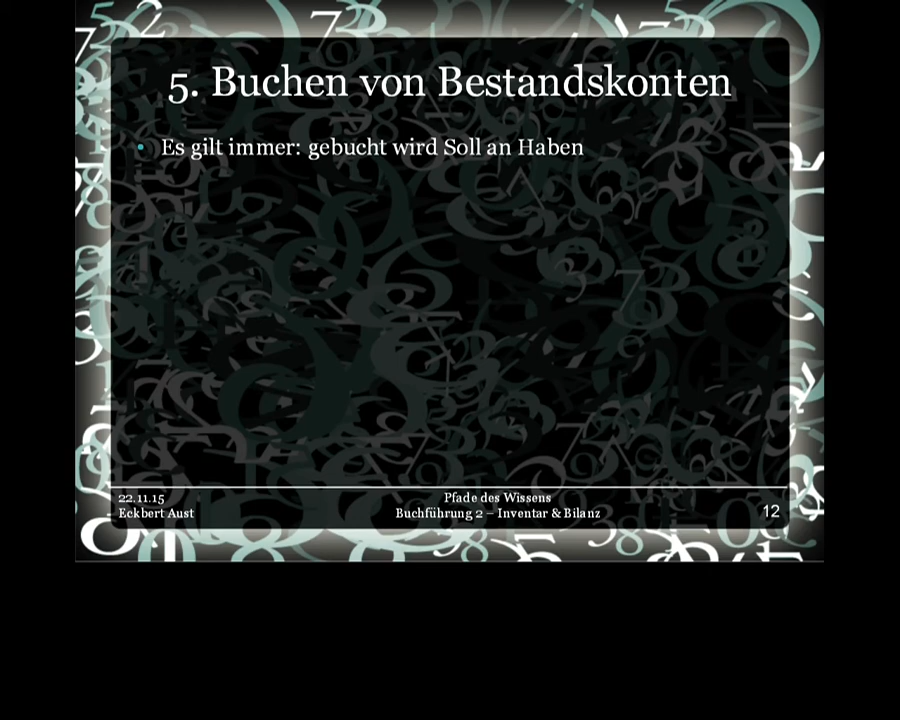 5. Buchen von Bestandskonten
• Es gilt immer: gebucht wird Soll an Haben
22.11.15
Eckbert Aust
Pfade des Wissens
Buchführung 2 – Inventar & Bilanz
12